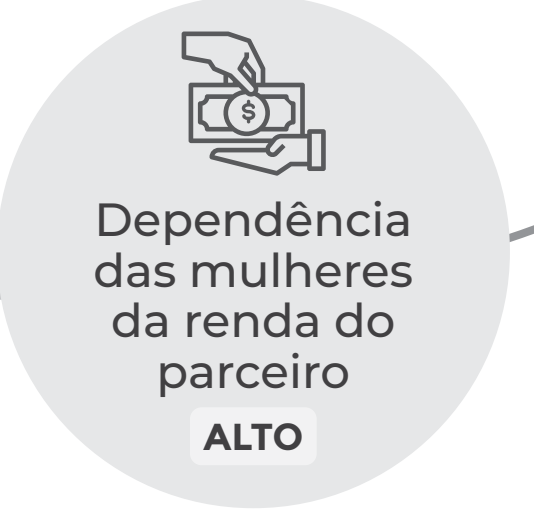 $
Dependência
das mulheres
da renda do
parceiro
ALTO